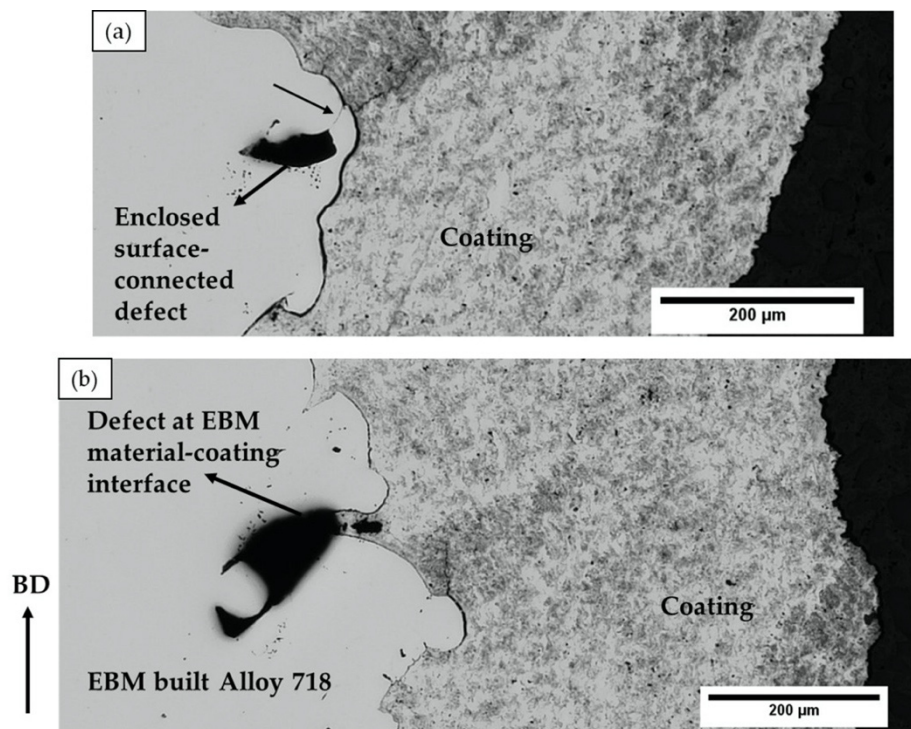 (a)
Enclosed
surface-
connected
defect
Coating
200 µm
(b)
Defect at EBM
material-coating
interface
BD
Coating
EBM built Alloy 718
200 µm